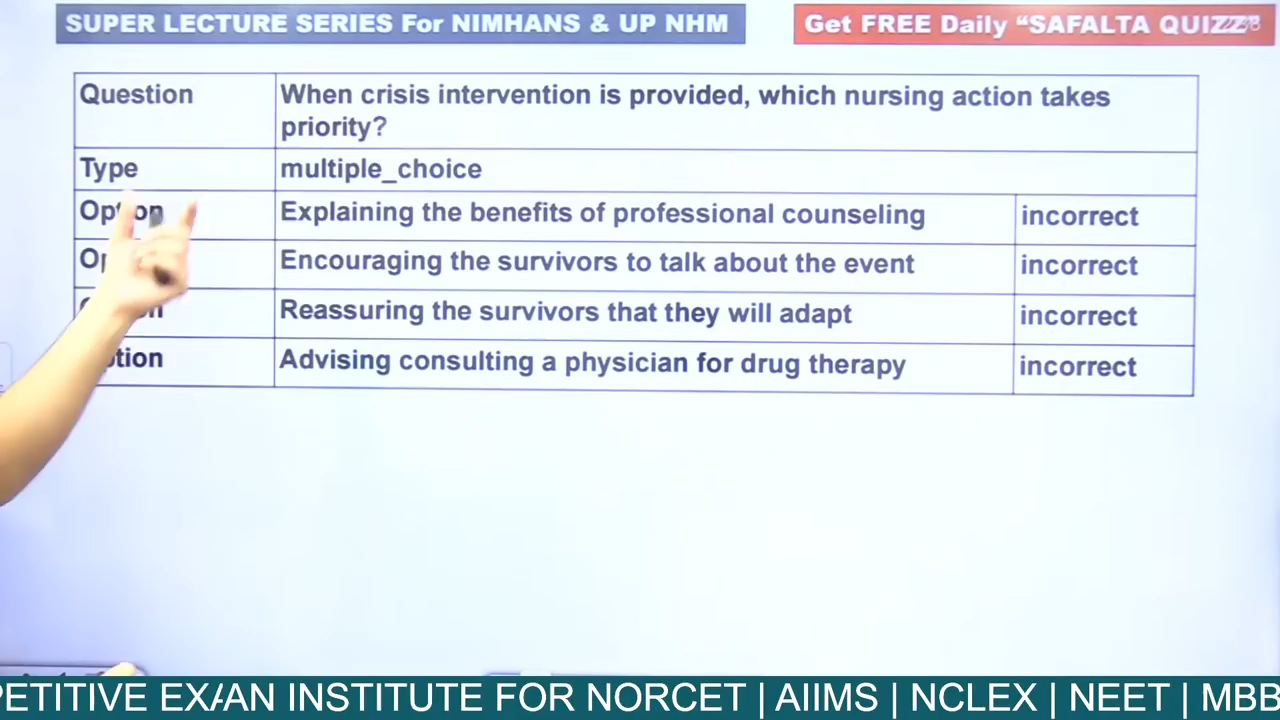 SUPER LECTURE SERIES For NIMHANS & UP NHM
Get FREE Daily “SAFALTA QUIZZ”
Question
When crisis intervention is provided, which nursing action takes
priority?
Type
multiple_choice
Option
Explaining the benefits of professional counseling
incorrect
Encouraging the survivors to talk about the event
incorrect
Reassuring the survivors that they will adapt
incorrect
Advising consulting a physician for drug therapy
incorrect
INSTITUTE FOR NORCET | AIIMS | NCLEX | NEET | MBB